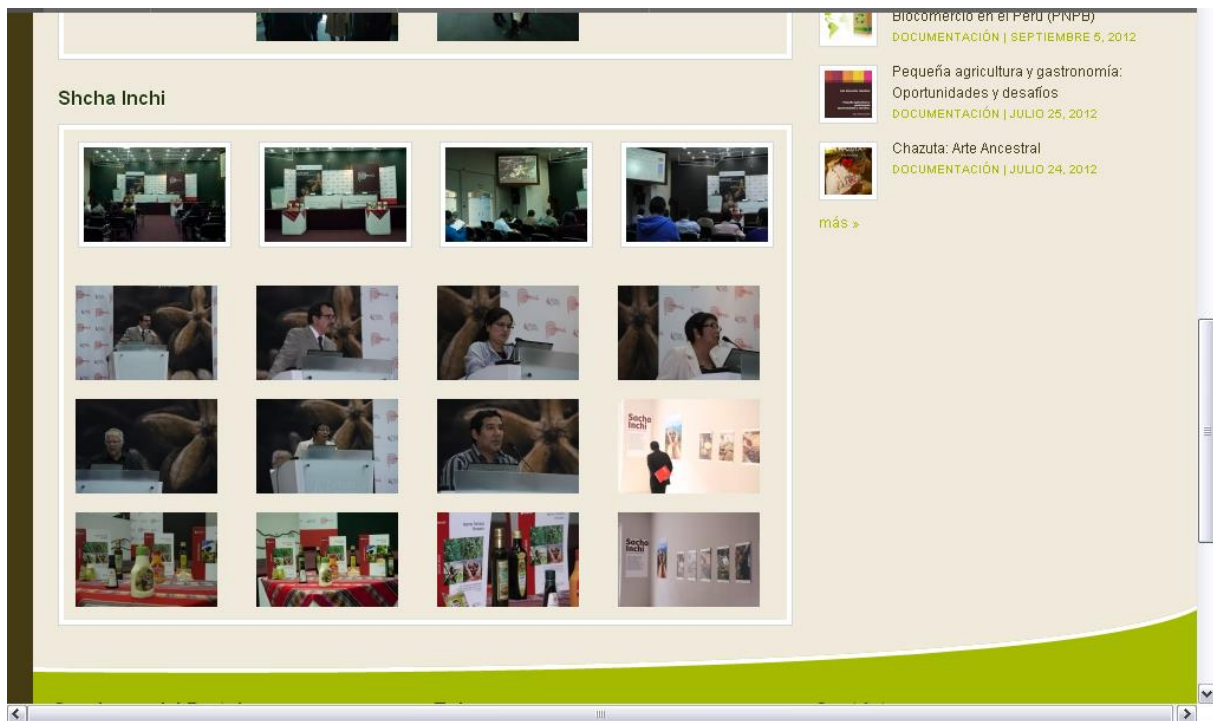 Shcha Inchi
Sacha
Inchi
Sacha
Inchi
Biocomercio en el Perú (PNPB)
DOCUMENTACIÓN | SEPTIEMBRE 5, 2012
Pequeña agricultura y gastronomía:
Oportunidades y desafíos
DOCUMENTACIÓN | JULIO 25, 2012
Chazuta: Arte Ancestral
DOCUMENTACIÓN | JULIO 24, 2012
más »